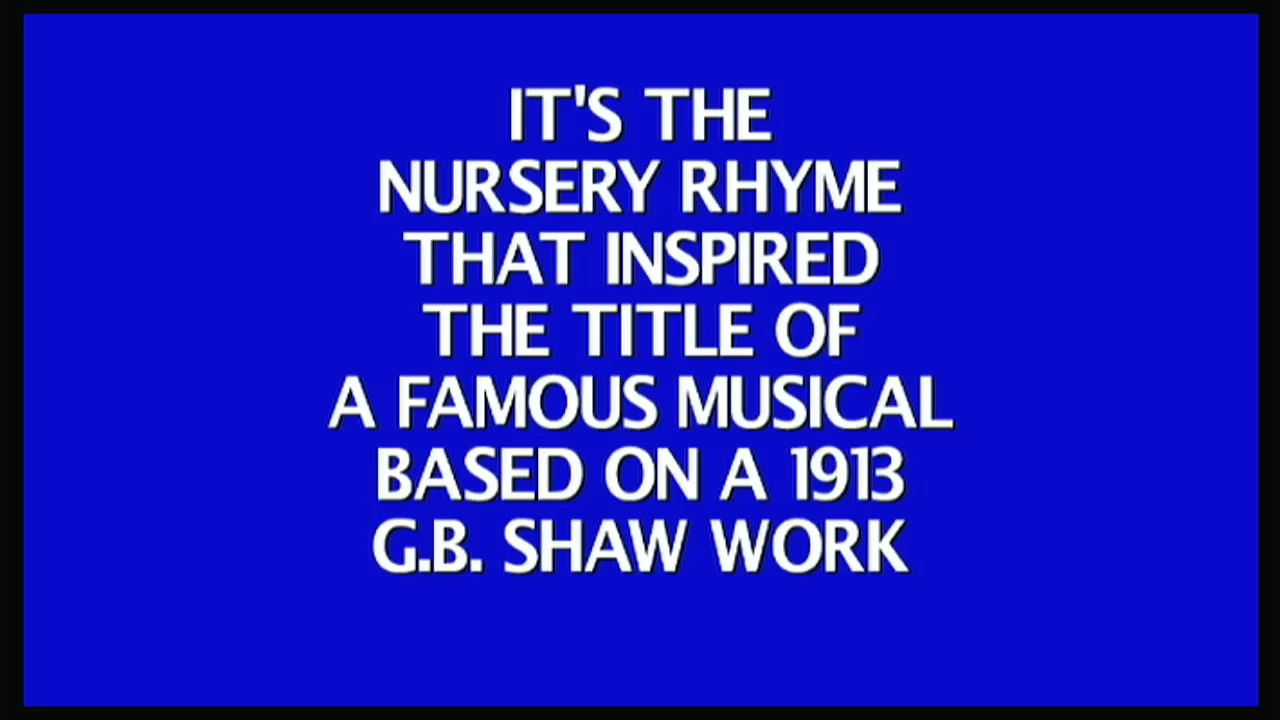 IT'S THE
NURSERY RHYME
THAT INSPIRED
THE TITLE OF
A FAMOUS MUSICAL
BASED ON A 1913
G.B. SHAW WORK